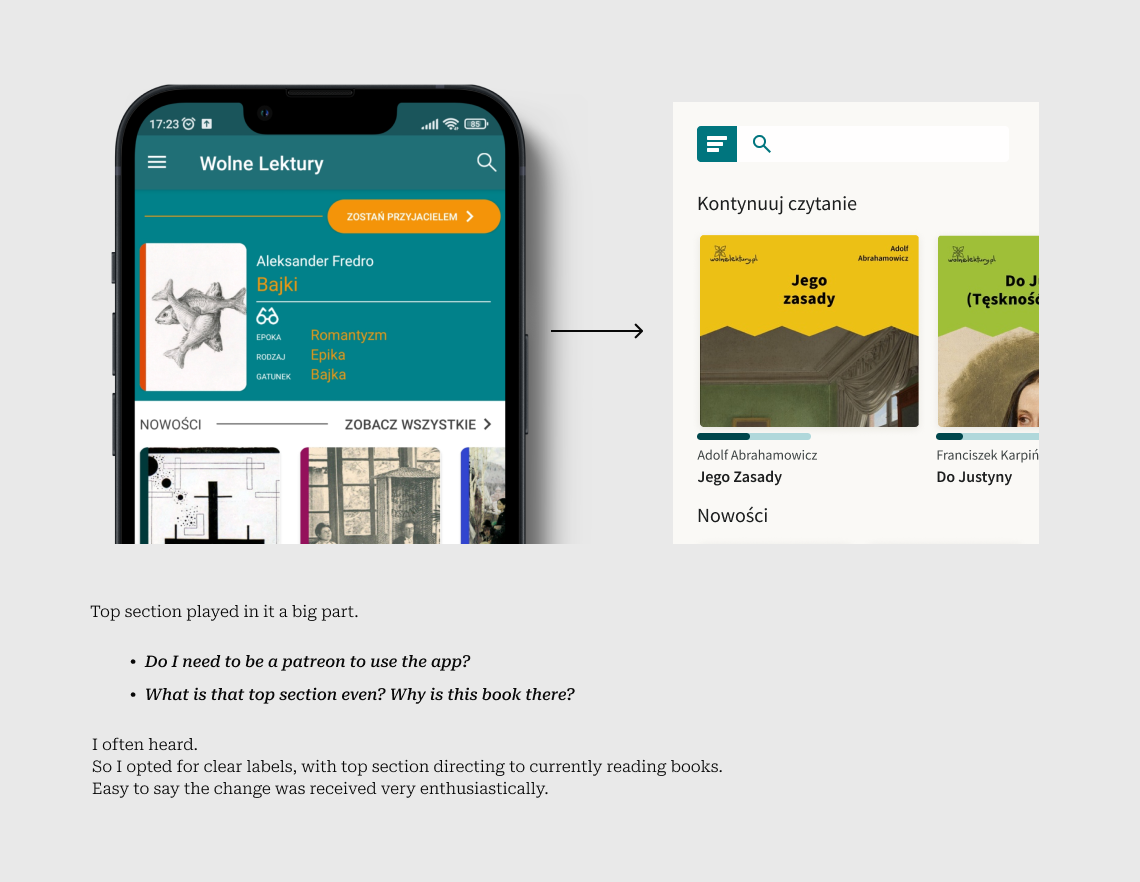 17:23
85
Wolne Lektury
ZOSTAŃ PRZYJACIELEM
Aleksander Fredro
Bajki
EPOKA Romantyzm
RODZAJ Epika
GATUNEK Bajka
NOWOŚCI ZOBACZ WSZYSTKIE
Kontynuuj czytanie
wolnelektury.pl
Adolf
Abrahamowicz
Jego
zasady
Adolf Abrahamowicz
Jego Zasady
wolnelektury.pl
Do J
(Tęskność
Franciszek Karpiń
Do Justyny
Nowości
Top section played in it a big part.
• Do I need to be a patreon to use the app?
• What is that top section even? Why is this book there?
I often heard.
So I opted for clear labels, with top section directing to currently reading books.
Easy to say the change was received very enthusiastically.